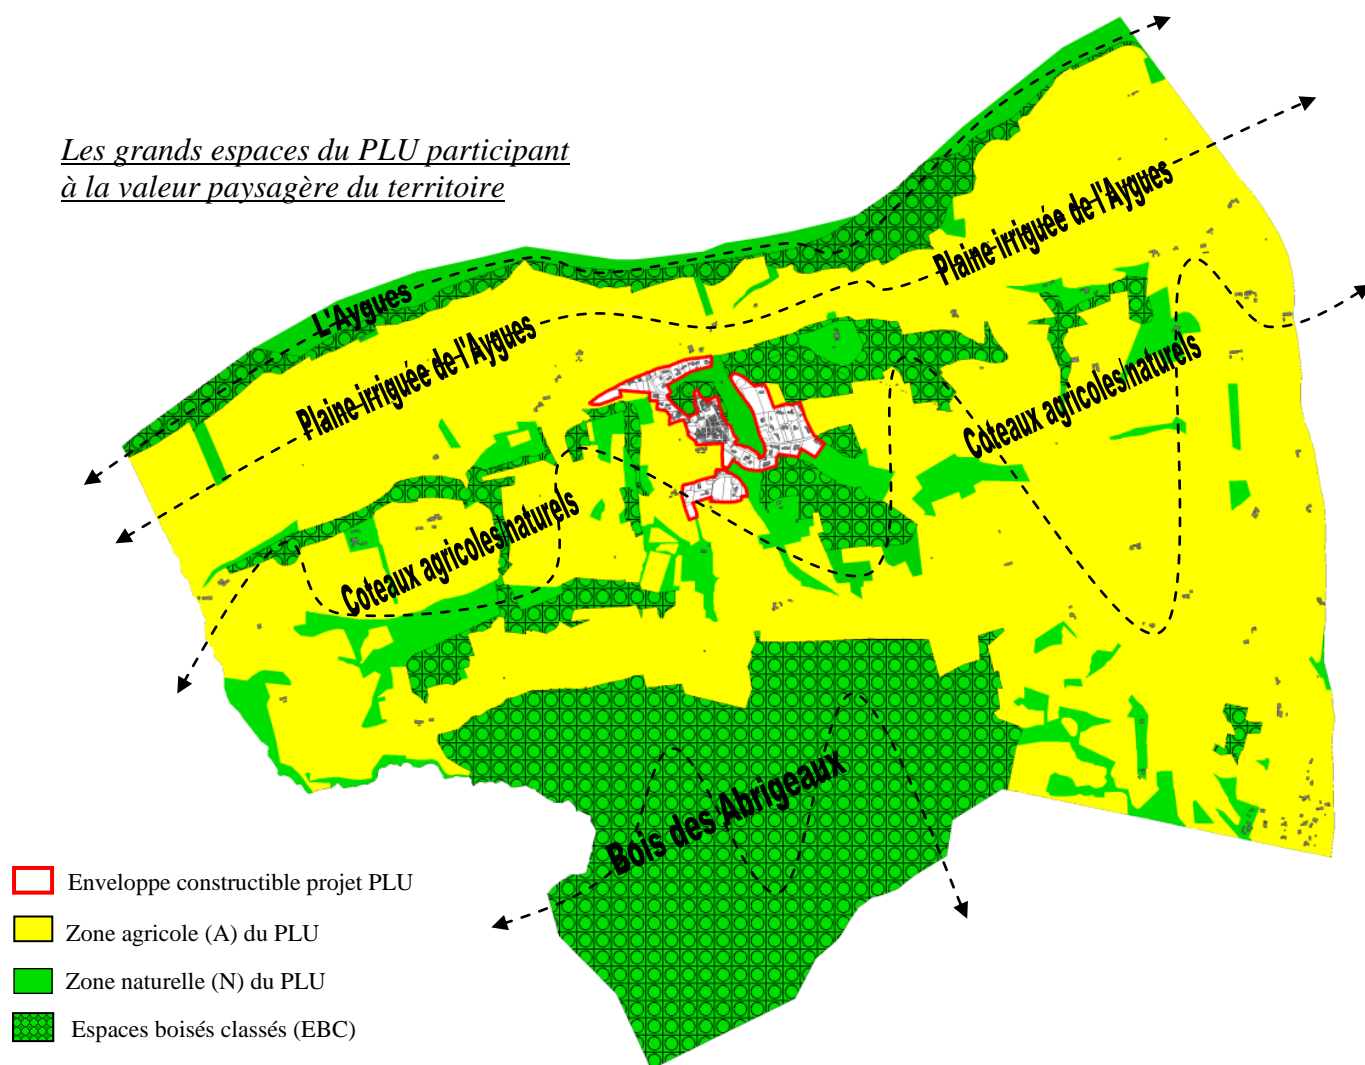 Les grands espaces du PLU participant
à la valeur paysagère du territoire
Plaine irriguée de l'Aygues
L'Aygues
Plaine irriguée de l'Aygues
Coteaux agricoles/naturels
Coteaux agricoles/naturels
Bois des Abrigeaux
Enveloppe constructible projet PLU
Zone agricole (A) du PLU
Zone naturelle (N) du PLU
Espaces boisés classés (EBC)